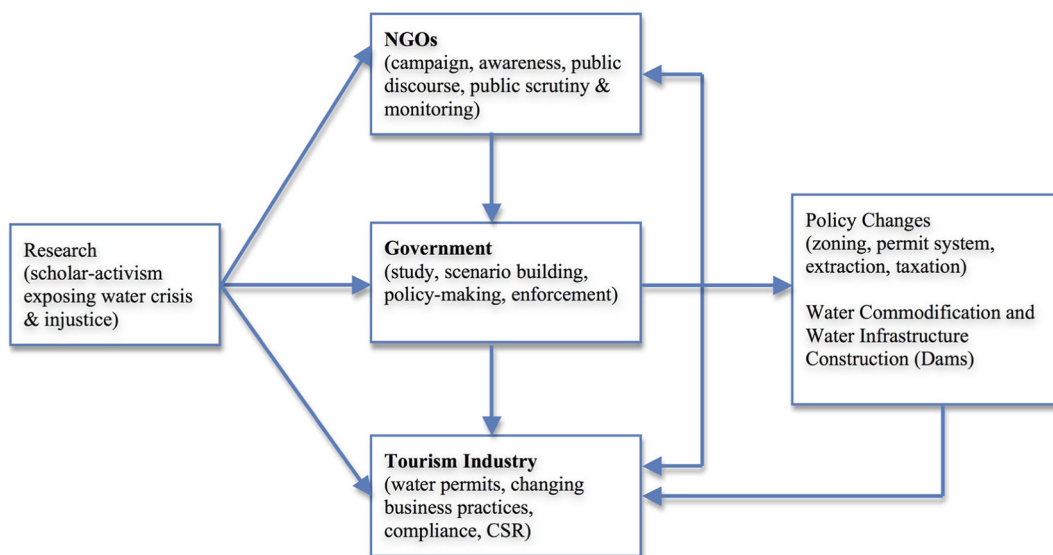 NGOs
(campaign, awareness, public
discourse, public scrutiny &
monitoring)
Research
(scholar-activism
exposing water crisis
& injustice)
Government
(study, scenario building,
policy-making, enforcement)
Policy Changes
(zoning, permit system,
extraction, taxation)
Water Commodification and
Water Infrastructure
Construction (Dams)
Tourism Industry
(water permits, changing
business practices,
compliance, CSR)